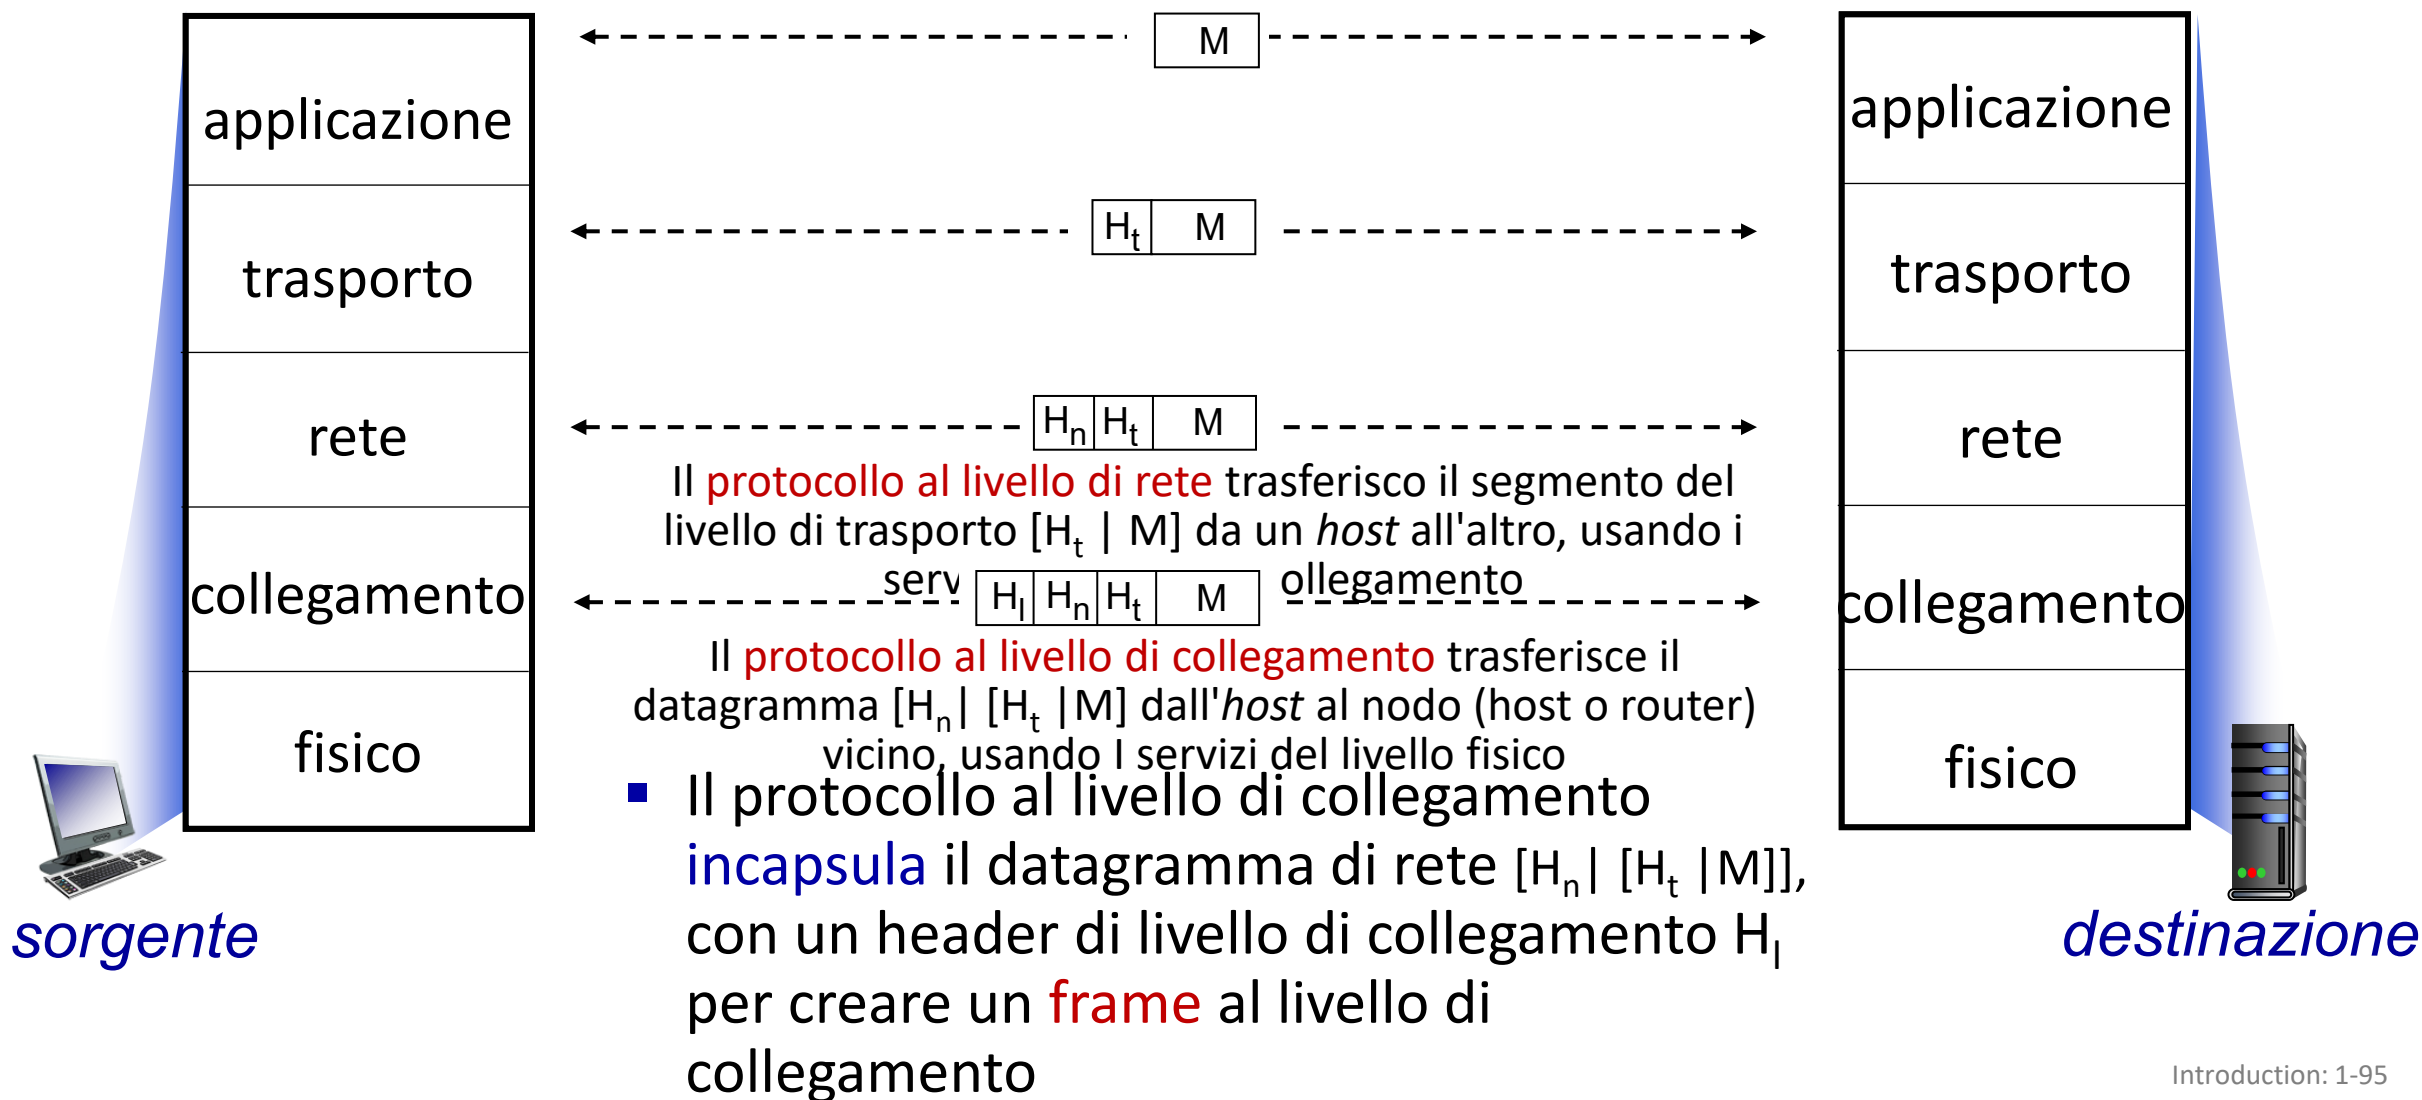 M
applicazione
applicazione
Ht M
trasporto
trasporto
Hn Ht M
rete
rete
Il protocollo al livello di rete trasferisco il segmento del
livello di trasporto [Ht | M] da un host all'altro, usando i
ollegamento
Hl Hn Ht M
collegamento
collegamento
Il protocollo al livello di collegamento trasferisce il
datagramma [Hn| [Ht |M] dall'host al nodo (host o router)
vicino, usando I servizi del livello fisico
fisico
fisico
Il protocollo al livello di collegamento
incapsula il datagramma di rete [Hn| [Ht |M]],
con un header di livello di collegamento Hl
per creare un frame al livello di
collegamento
sorgente
destinazione
Introduction: 1-95